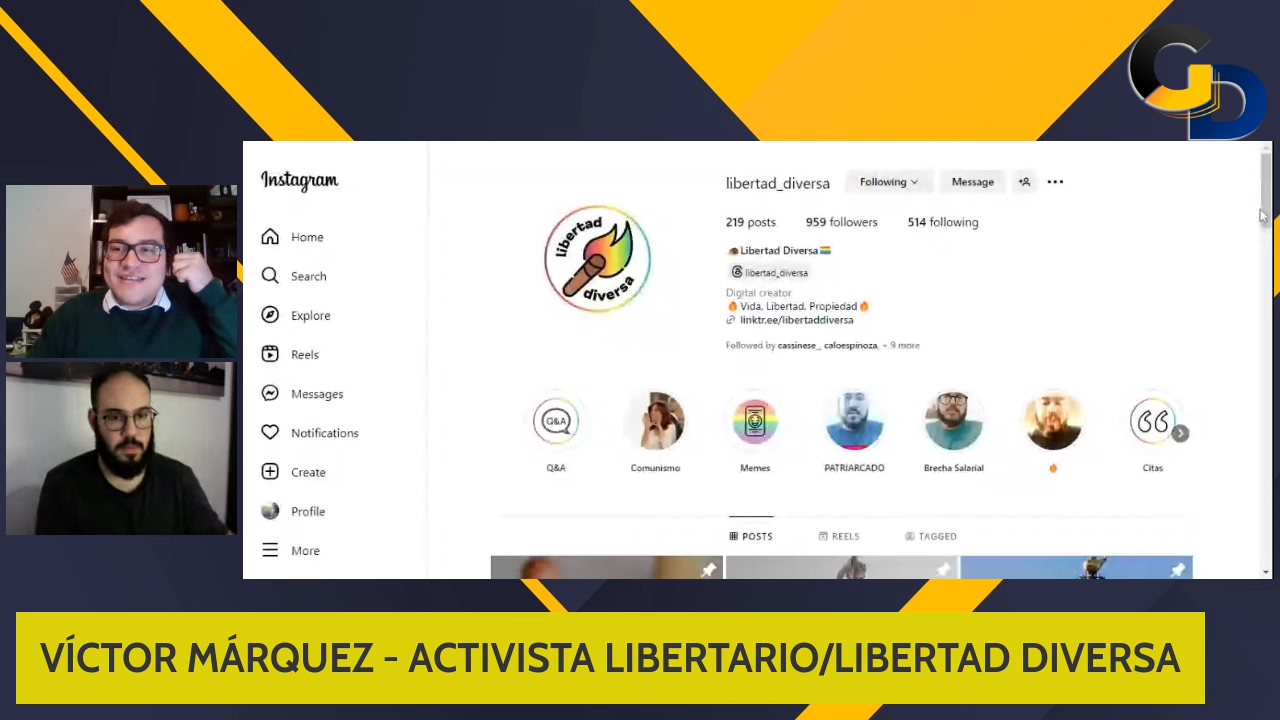 GD
Instagram
Home
Search
Explore
Reels
Messages
Notifications
Create
Profile
More
libertad
diversa
libertad_diversa
Following
Message
219 posts 959 followers 514 following
Libertad Diversa
libertad_diversa
Digital creator
Vida, Libertad, Propiedad
linktr.ee/libertaddiversa
Followed by cassinese_, caloespinoza, + 9 more
Q&A
Q&A Comunismo Memes PATRIARCADO Brecha Salarial Citas
POSTS REELS TAGGED
VÍCTOR MÁRQUEZ - ACTIVISTA LIBERTARIO/LIBERTAD DIVERSA